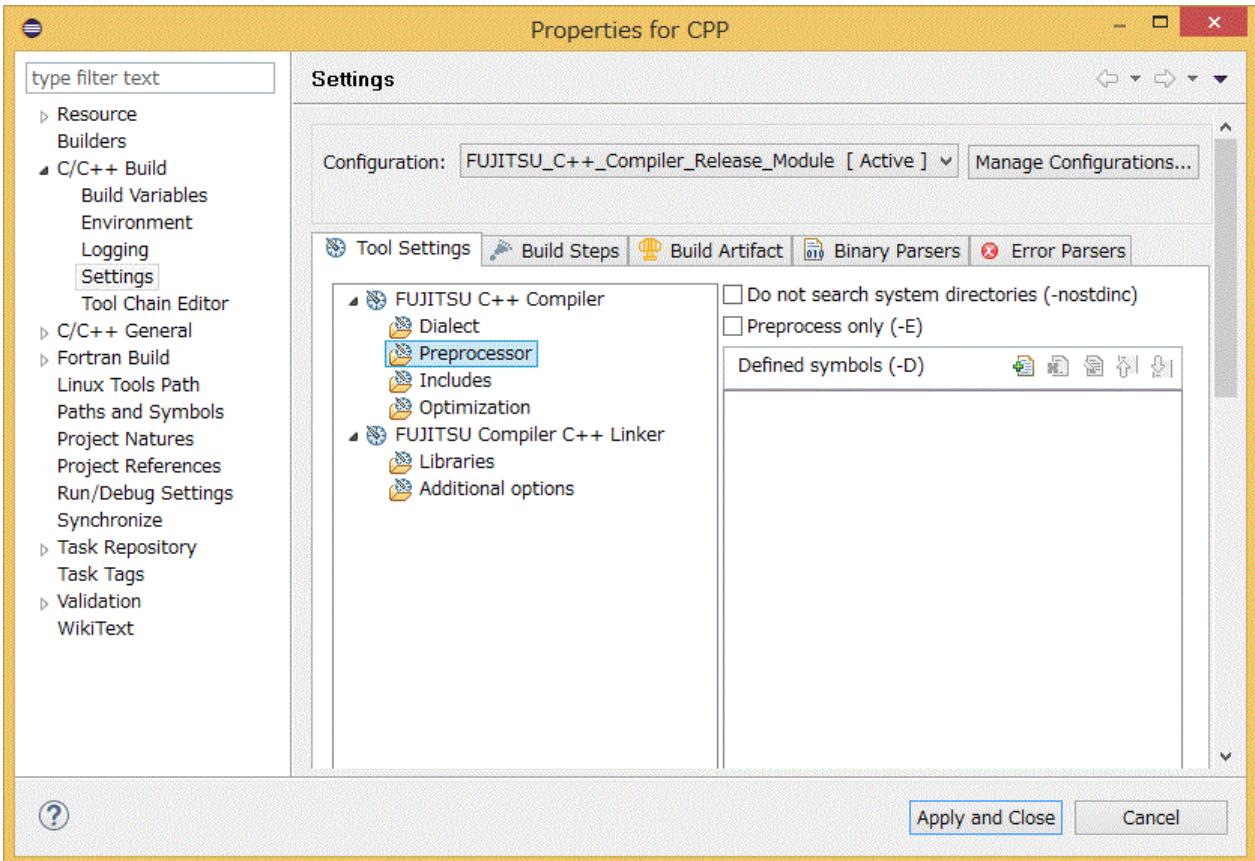 Properties for CPP
type filter text
Resource
Builders
C/C++ Build
Build Variables
Environment
Logging
Settings
Tool Chain Editor
C/C++ General
Fortran Build
Linux Tools Path
Paths and Symbols
Project Natures
Project References
Run/Debug Settings
Synchronize
Task Repository
Task Tags
Validation
WikiText
Settings
Configuration: FUJITSU_C++_Compiler_Release_Module [ Active ] Manage Configurations...
Tool Settings Build Steps Build Artifact Binary Parsers Error Parsers
FUJITSU C++ Compiler
Dialect
Preprocessor
Includes
Optimization
FUJITSU Compiler C++ Linker
Libraries
Additional options
Do not search system directories (-nostdinc)
Preprocess only (-E)
Defined symbols (-D)
Apply and Close Cancel